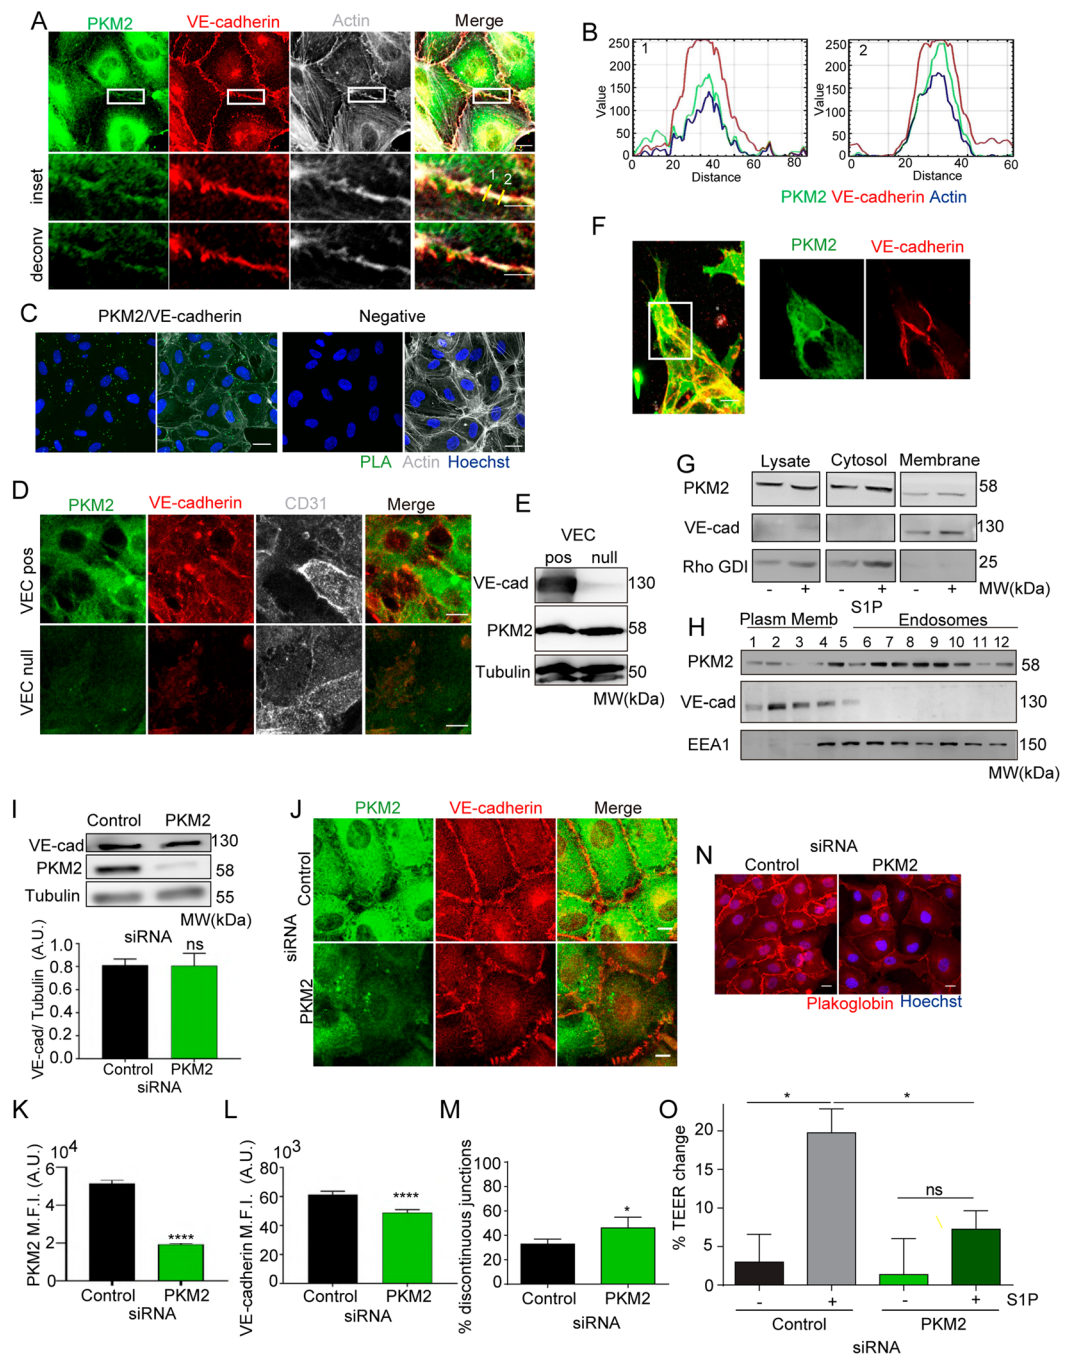 A
PKM2 VE-cadherin Actin Merge
inset
1
2
deconv
B
1
250
200
150
100
50
0
Value
0 20 40 60 80
Distance
2
250
200
150
100
50
0
Value
0 20 40 60
Distance
PKM2 VE-cadherin Actin
C
PKM2/VE-cadherin Negative
PLA Actin Hoechst
D
PKM2 VE-cadherin CD31 Merge
VEC pos
VEC null
E
VEC
pos null
VE-cad 130
PKM2 58
Tubulin 50
MW(kDa)
F
PKM2 VE-cadherin
G
Lysate Cytosol Membrane
PKM2 58
VE-cad 130
Rho GDI 25
- + - + - + MW(kDa)
S1P
H
Plasm Memb Endosomes
1 2 3 4 5 6 7 8 9 10 11 12
PKM2 58
VE-cad 130
EEA1 150
MW(kDa)
I
Control PKM2
VE-cad 130
PKM2 58
Tubulin 55
MW(kDa)
siRNA
ns
VE-cad/ Tubulin (A.U.)
1.0
0.8
0.6
0.4
0.2
0.0
Control PKM2
siRNA
J
PKM2 VE-cadherin Merge
siRNA
Control
PKM2
N
siRNA
Control PKM2
Plakoglobin Hoechst
K
10⁴
PKM2 M.F.I. (A.U.)
6
4
2
0
****
Control PKM2
siRNA
L
10³
VE-cadherin M.F.I. (A.U.)
80
60
40
20
0
****
Control PKM2
siRNA
M
% discontinuous junctions
100
80
60
40
20
0
*
Control PKM2
siRNA
O
% TEER change
20
15
10
5
0
* *
ns
- + - + S1P
Control PKM2
siRNA